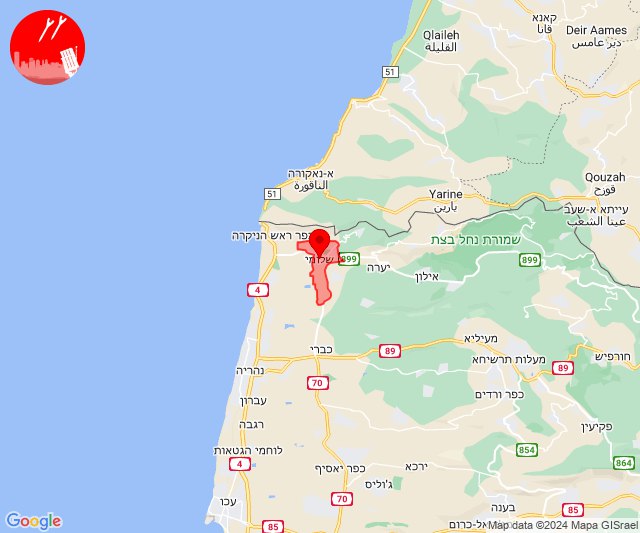 קאנא
قانا
Deir Aames
دير عامس
Qlaileh
القليلة
51
א-נאקורה
الناقورة
51
Qouzah
قوزح
Yarine
يارين
עייתא א-שעב
عيتا الشعب
כפר ראש הניקרה
שמורת נחל בצת
שלומי
899
יערה
899
אילון
4
מעיליא
כברי
89
מעלות תרשיחא
חורפיש
89
נהריה
70
עברון
כפר ורדים
רגבה
פקיעין
לוחמי הגטאות
854
864
4
כפר יאסיף
ירכא
ג'וליס
עכו
70
בענה
85
85
Google
Map data ©2024 Mapa GISrael